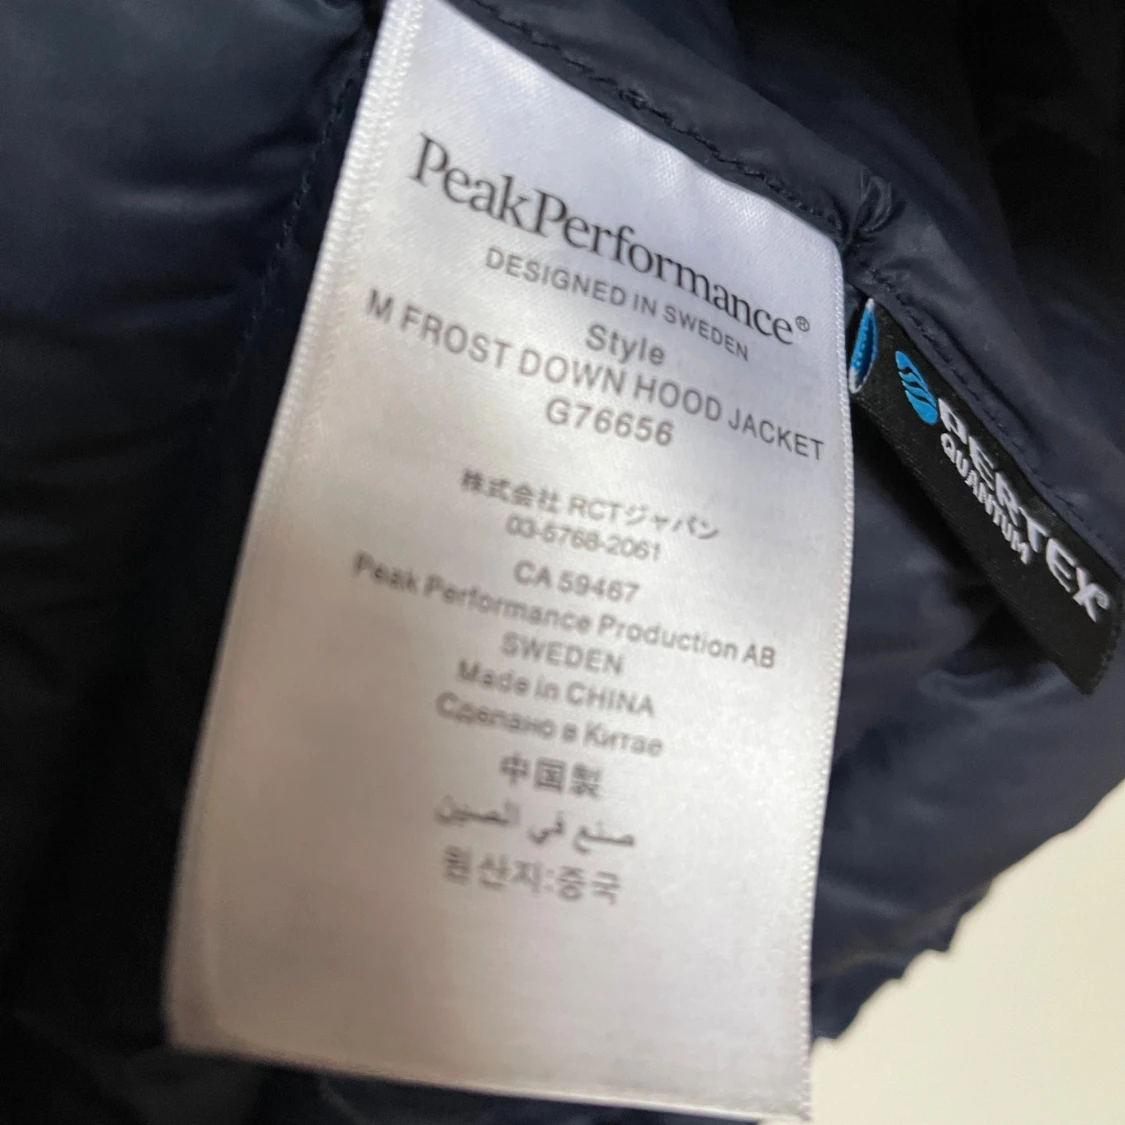 PeakPerformance®
DESIGNED IN SWEDEN
Style
M FROST DOWN HOOD JACKET
G76656
株式会社 RCTジャパン
03-5768-2061
CA 59467
Peak Performance Production AB
SWEDEN
Made in CHINA
Сделано в Китае
中国製
صنع في الصين
원산지:중국
PERTEX®
QUANTUM